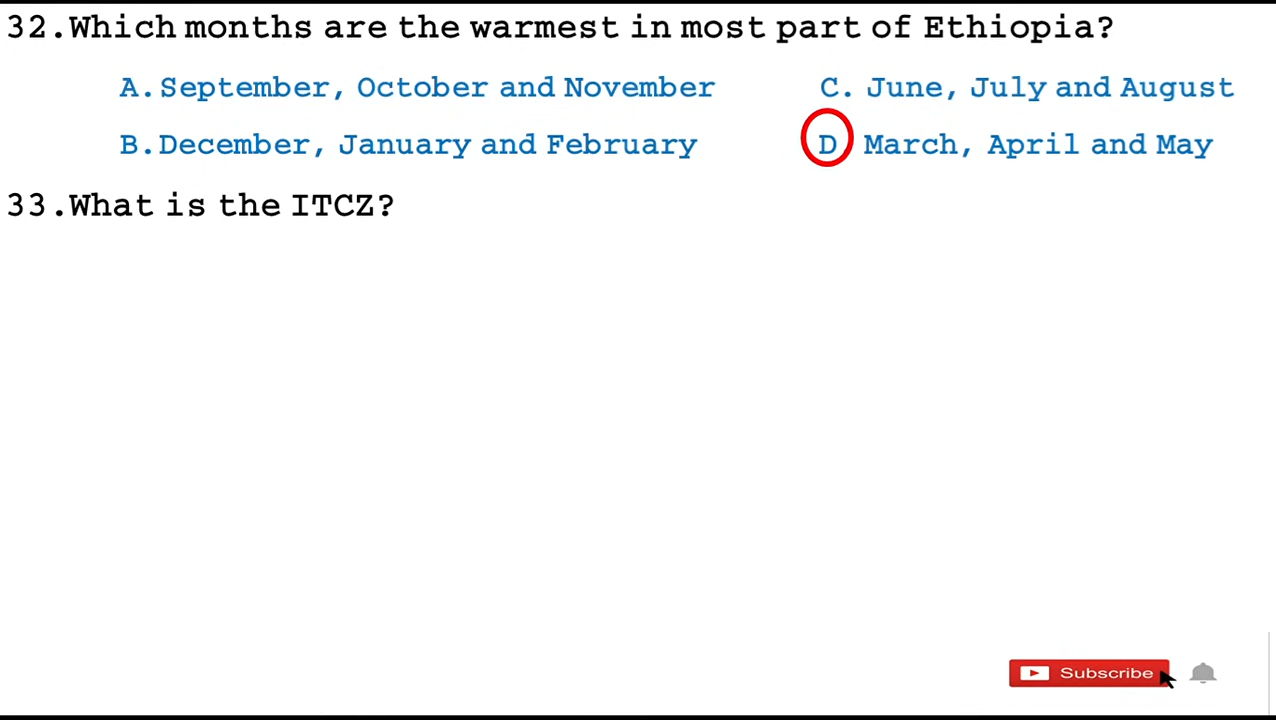 32.Which months are the warmest in most part of Ethiopia?
A.September, October and November
C. June, July and August
B.December, January and February
D. March, April and May
33.What is the ITCZ?
Subscribe